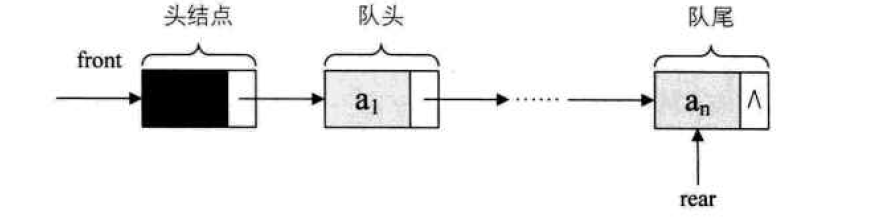 头结点 队头 队尾
front
a₁ ...... aₙ ∧
rear